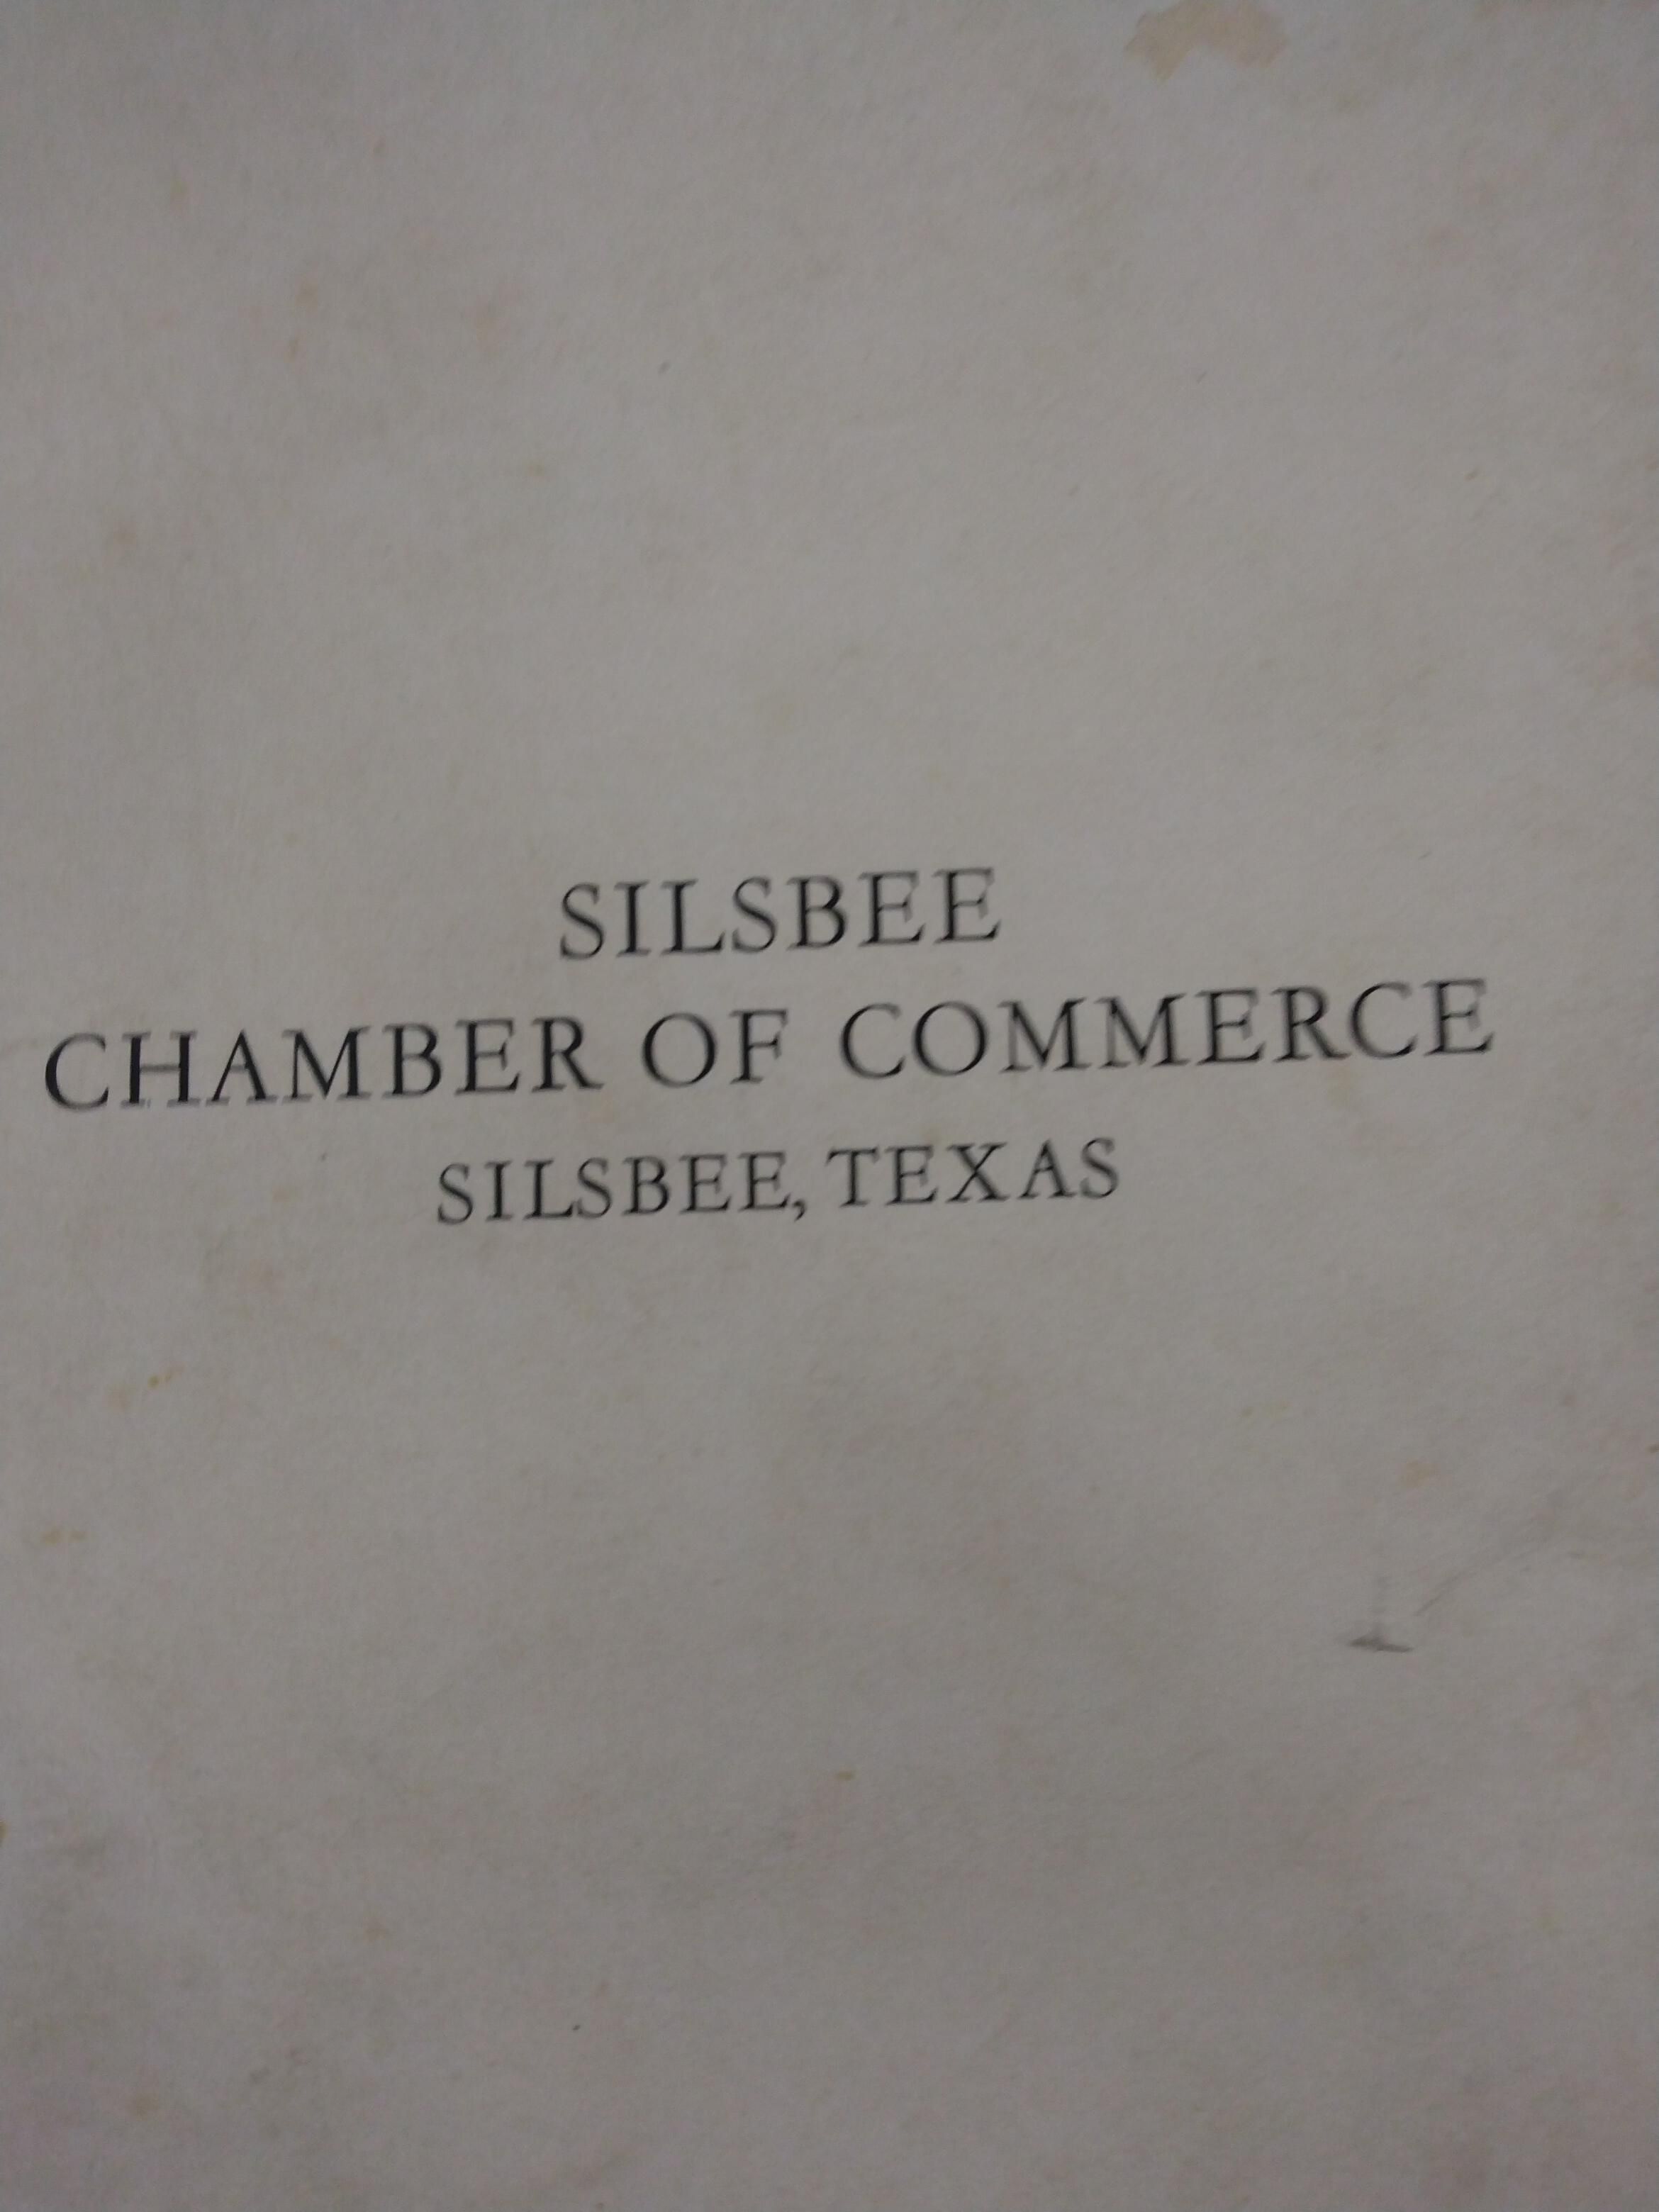 SILSBEE
CHAMBER OF COMMERCE
SILSBEE, TEXAS